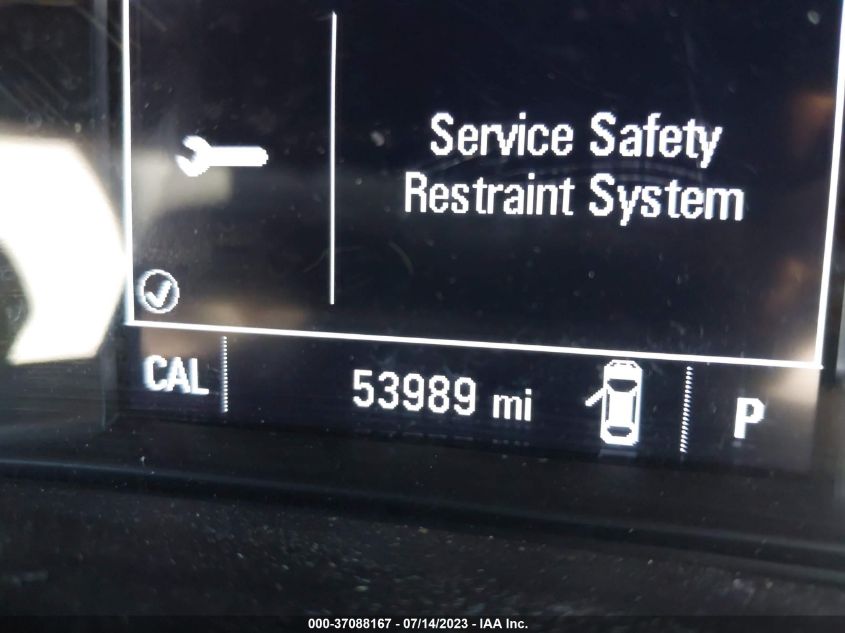 Service Safety
Restraint System
CAL 53989 mi P
000-37088167 - 07/14/2023 - IAA Inc.